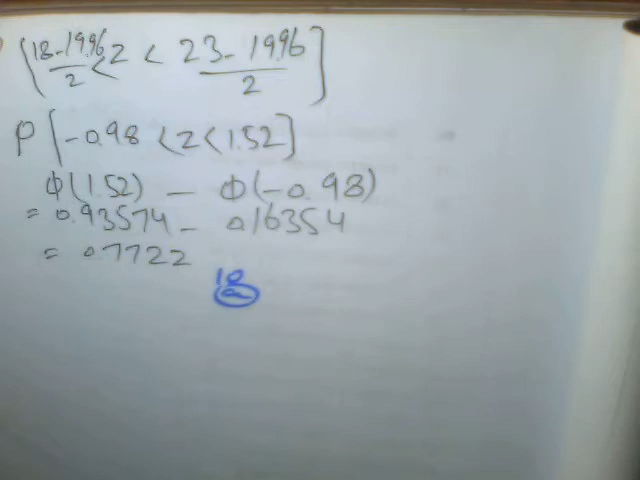 [18-19.96/2 < z < 23-19.96/2]
P[-0.98 < z < 1.52]
Φ(1.52) - Φ(-0.98)
= 0.93574 - 0.16354
= 0.7722
10
a